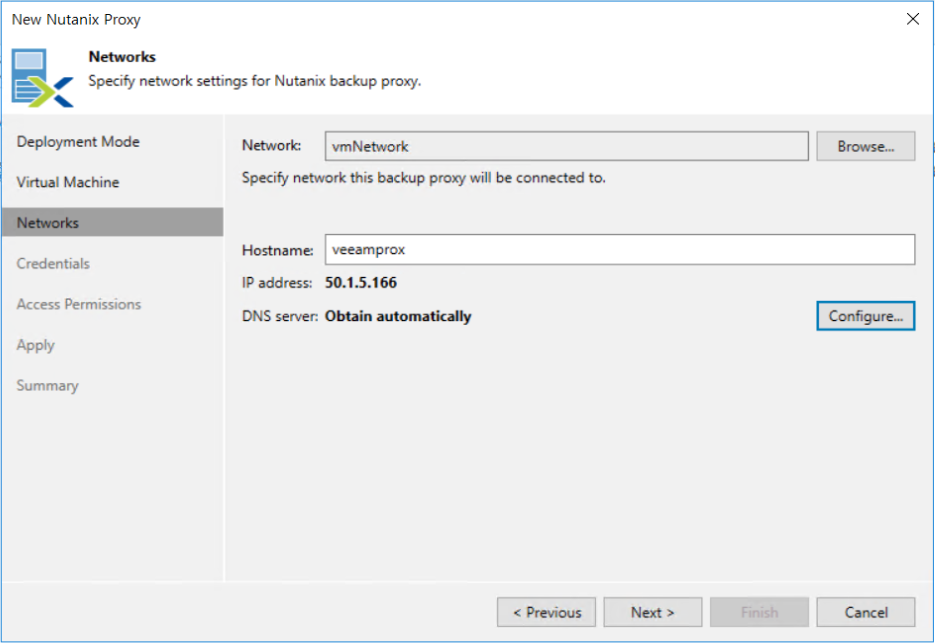 New Nutanix Proxy
Networks
Specify network settings for Nutanix backup proxy.
Deployment Mode
Virtual Machine
Networks
Credentials
Access Permissions
Apply
Summary
Network: vmNetwork Browse...
Specify network this backup proxy will be connected to.
Hostname: veeamprox
IP address: 50.1.5.166
DNS server: Obtain automatically Configure...
< Previous Next > Finish Cancel